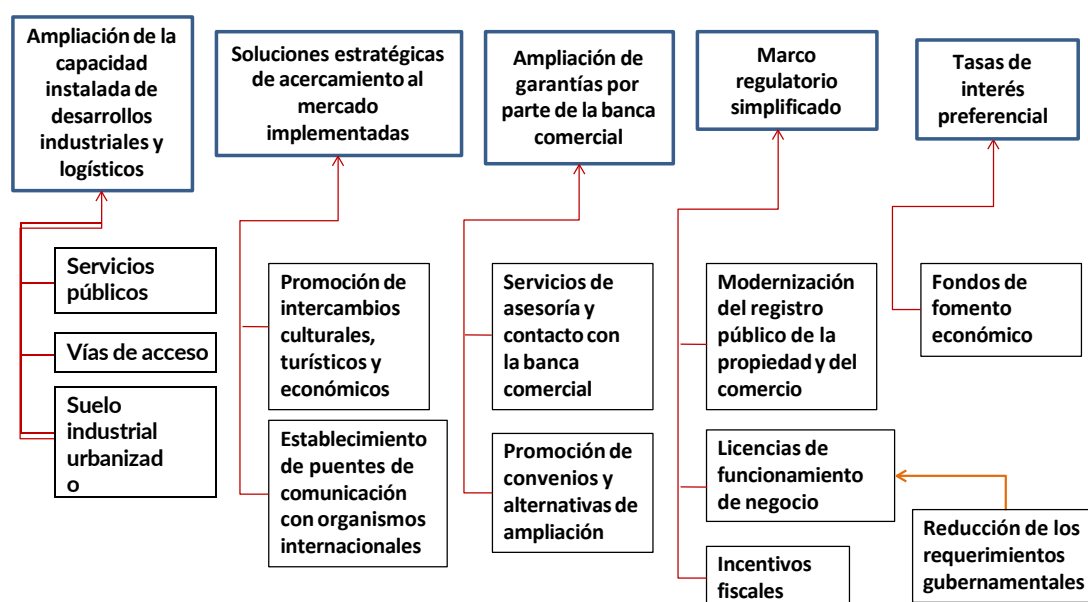 Ampliación de la
capacidad
instalada de
desarrollos
industriales y
logísticos
Soluciones estratégicas
de acercamiento al
mercado
implementadas
Ampliación de
garantías por
parte de la banca
comercial
Marco
regulatorio
simplificado
Tasas de
interés
preferencial
Servicios
públicos
Vías de acceso
Suelo
industrial
urbanizad
o
Promoción de
intercambios
culturales,
turísticos y
económicos
Establecimiento
de puentes de
comunicación
con organismos
internacionales
Servicios de
asesoría y
contacto con
la banca
comercial
Promoción de
convenios y
alternativas de
ampliación
Modernización
del registro
público de la
propiedad y del
comercio
Licencias de
funcionamiento
de negocio
Incentivos
fiscales
Fondos de
fomento
económico
Reducción de los
requerimientos
gubernamentales